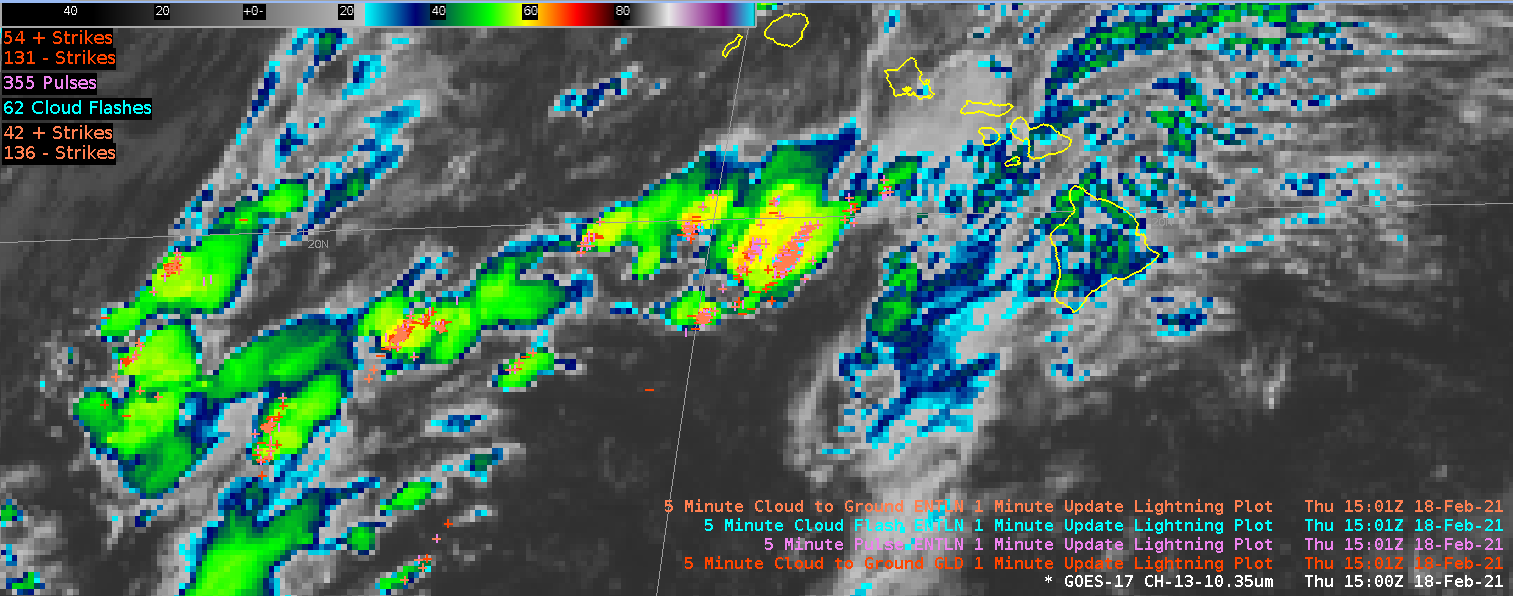 40 20 +0- 20 40 60 80
54 + Strikes
131 - Strikes
355 Pulses
62 Cloud Flashes
42 + Strikes
136 - Strikes
20N
5 Minute Cloud to Ground ENTLN 1 Minute Update Lightning Plot Thu 15:01Z 18-Feb-21
5 Minute Cloud Flash ENTLN 1 Minute Update Lightning Plot Thu 15:01Z 18-Feb-21
5 Minute Pulse ENTLN 1 Minute Update Lightning Plot Thu 15:01Z 18-Feb-21
5 Minute Cloud to Ground GLD 1 Minute Update Lightning Plot Thu 15:01Z 18-Feb-21
* GOES-17 CH-13-10.35um Thu 15:00Z 18-Feb-21